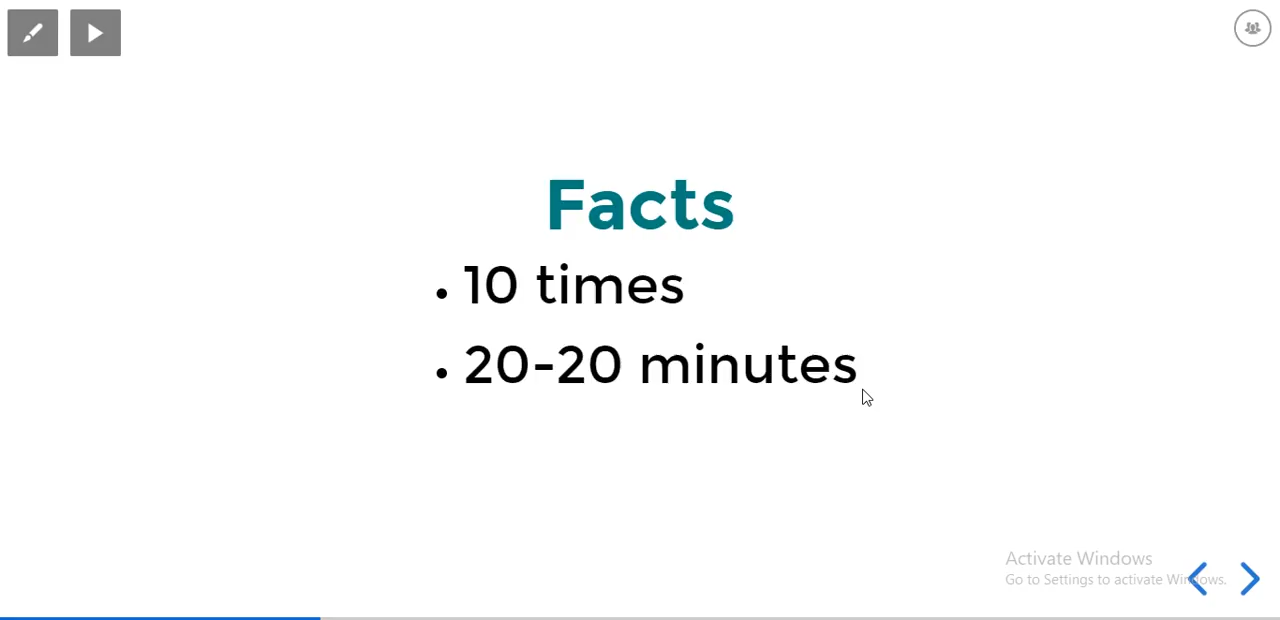 Facts
• 10 times
• 20-20 minutes
Activate Windows
Go to Settings to activate Windows.